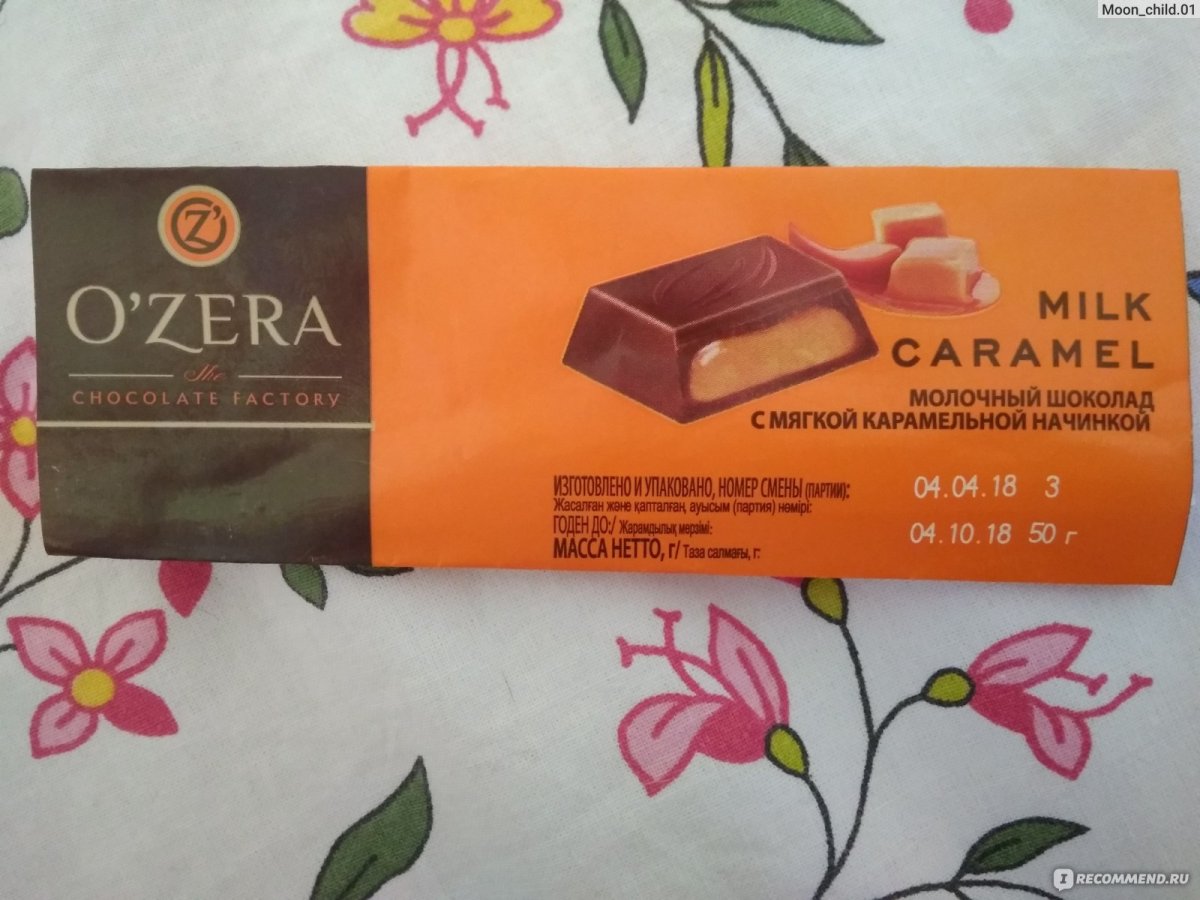 Moon_child.01
O'ZERA
The
CHOCOLATE FACTORY
MILK
CARAMEL
МОЛОЧНЫЙ ШОКОЛАД
С МЯГКОЙ КАРАМЕЛЬНОЙ НАЧИНКОЙ
ИЗГОТОВЛЕНО И УПАКОВАНО, НОМЕР СМЕНЫ (ПАРТИИ): 04.04.18 3
Жасалған және қапталған, ауысым (партия) нөмірі:
ГОДЕН ДО:/ Жарамдылық мерзімі: 04.10.18 50 г
МАССА НЕТТО, г/ Таза салмағы, г:
IRECOMMEND.RU